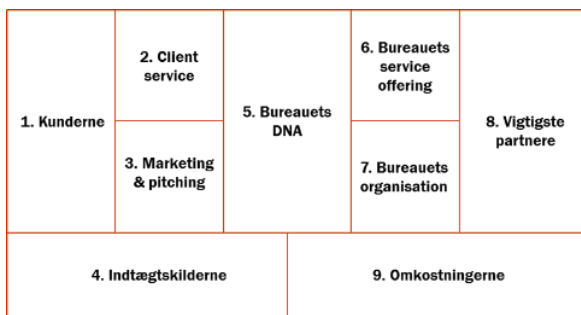 1. Kunderne
2. Client
service
3. Marketing
& pitching
4. Indtægtskilderne
5. Bureauets
DNA
6. Bureauets
service
offering
7. Bureauets
organisation
8. Vigtigste
partnere
9. Omkostningerne